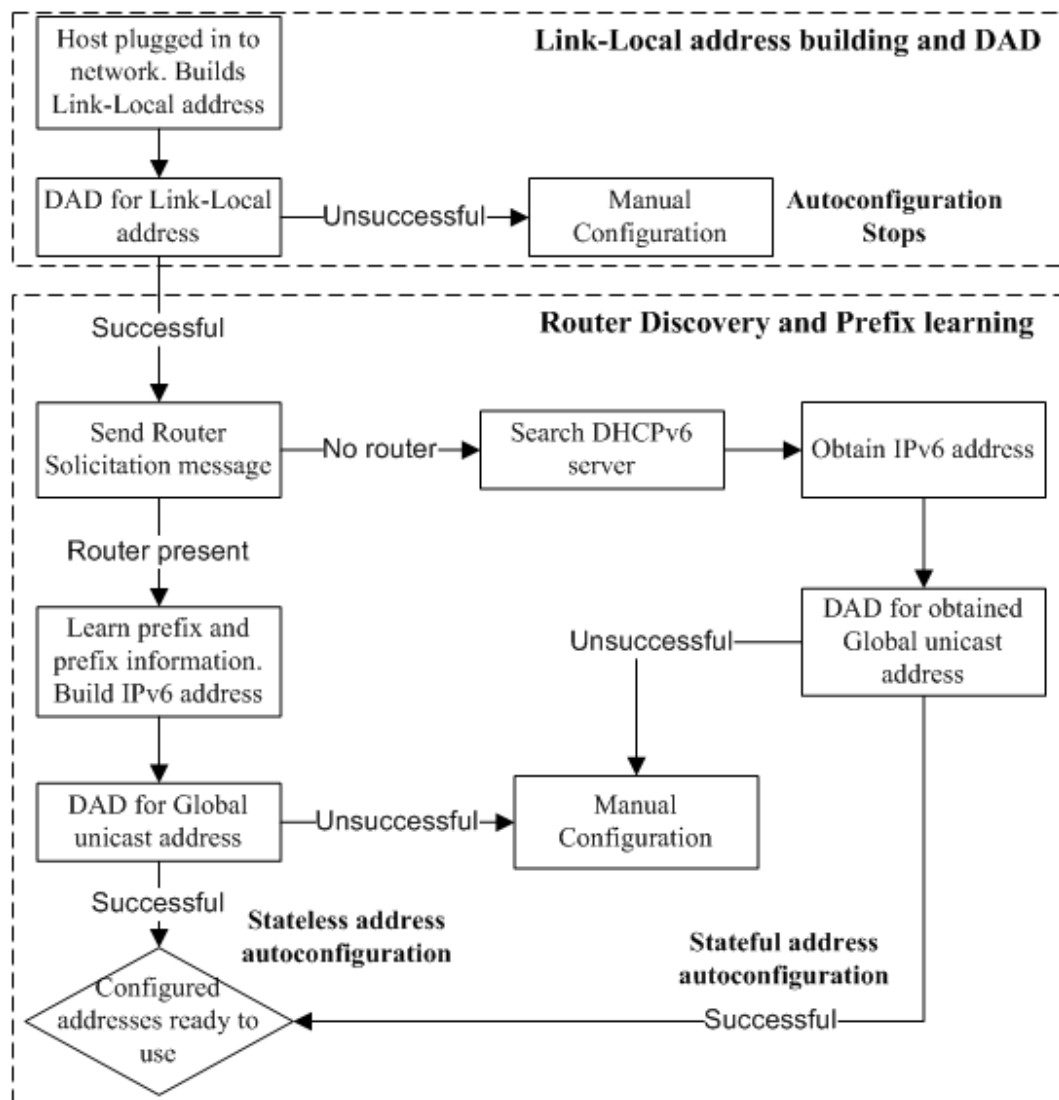 Link-Local address building and DAD
Host plugged in to
network. Builds
Link-Local address
DAD for Link-Local
address
Unsuccessful
Manual
Configuration
Autoconfiguration
Stops
Successful
Router Discovery and Prefix learning
Send Router
Solicitation message
No router
Search DHCPv6
server
Obtain IPv6 address
Router present
Learn prefix and
prefix information.
Build IPv6 address
DAD for obtained
Global unicast
address
Unsuccessful
DAD for Global
unicast address
Unsuccessful
Manual
Configuration
Successful
Stateless address
autoconfiguration
Stateful address
autoconfiguration
Configured
addresses ready to
use
Successful